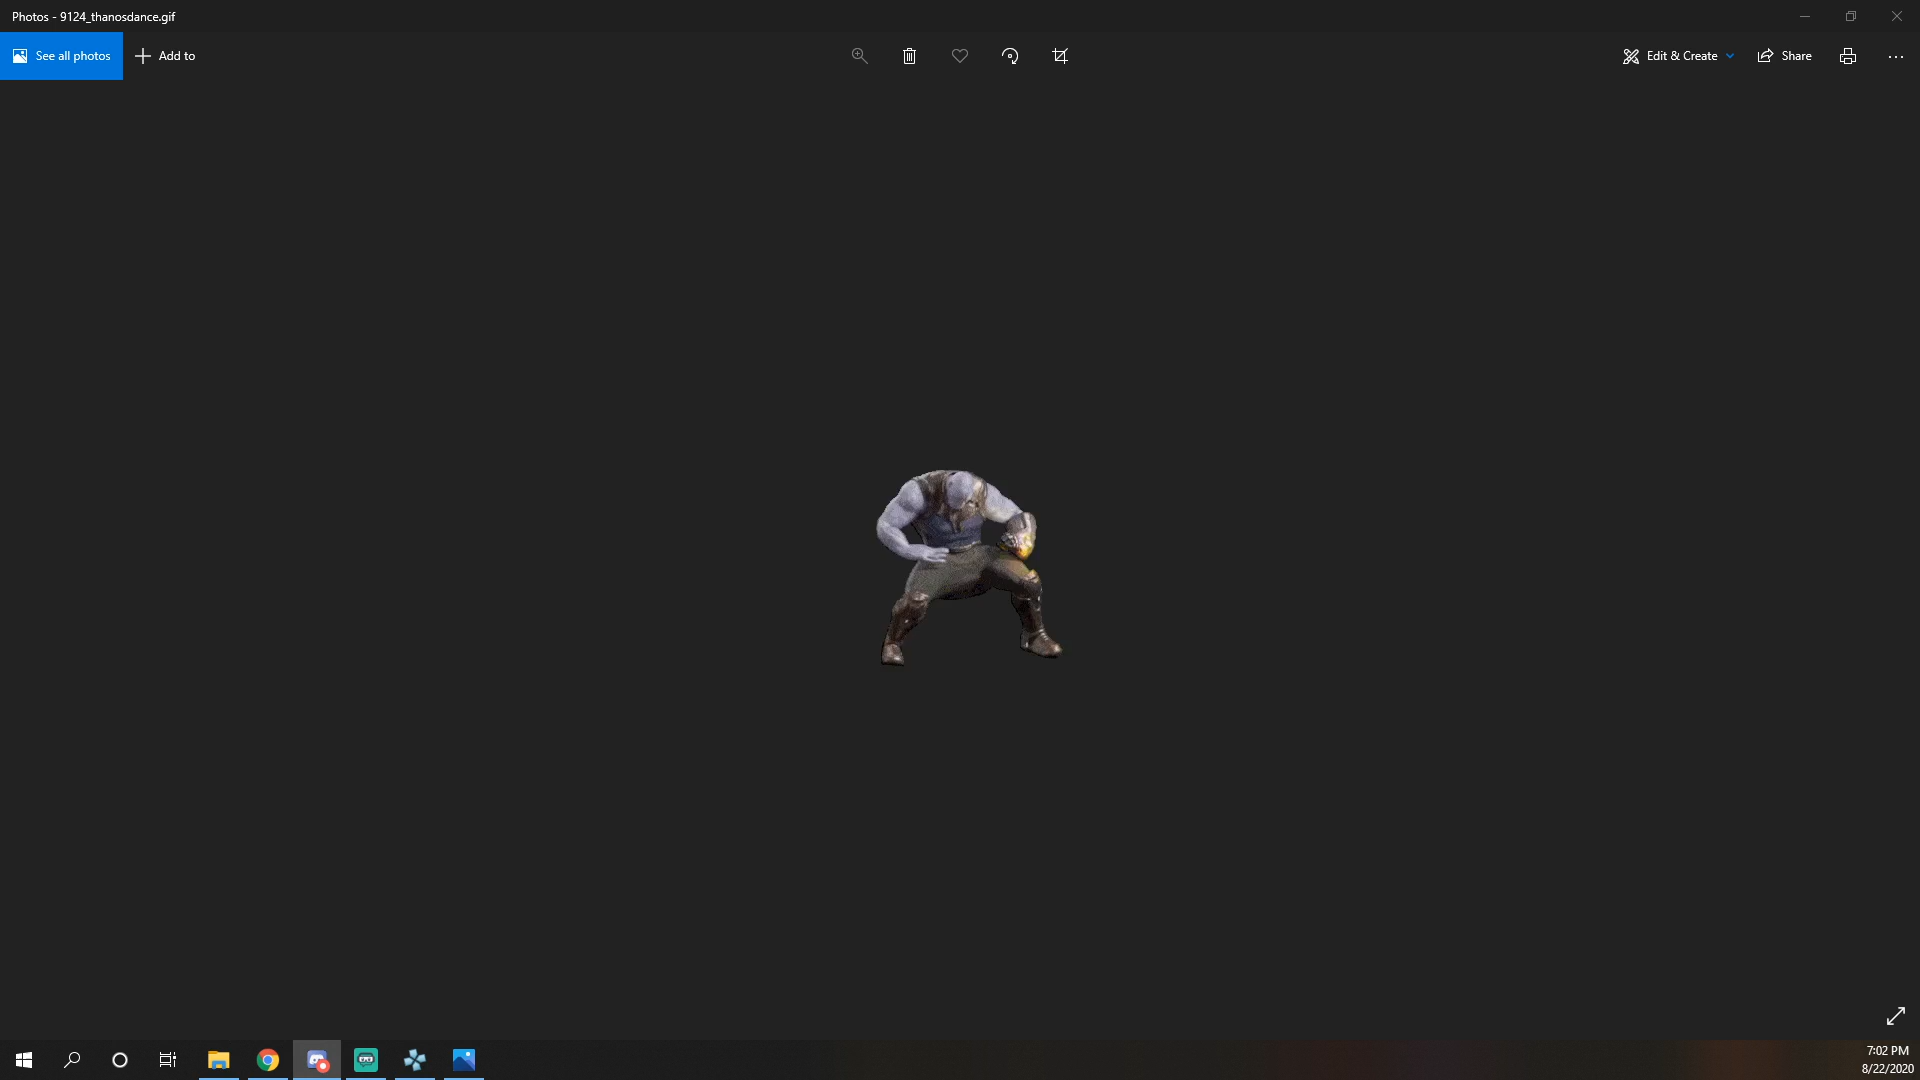 Photos - 9124_thanosdance.gif
See all photos
Add to
Edit & Create
Share
7:02 PM
8/22/2020